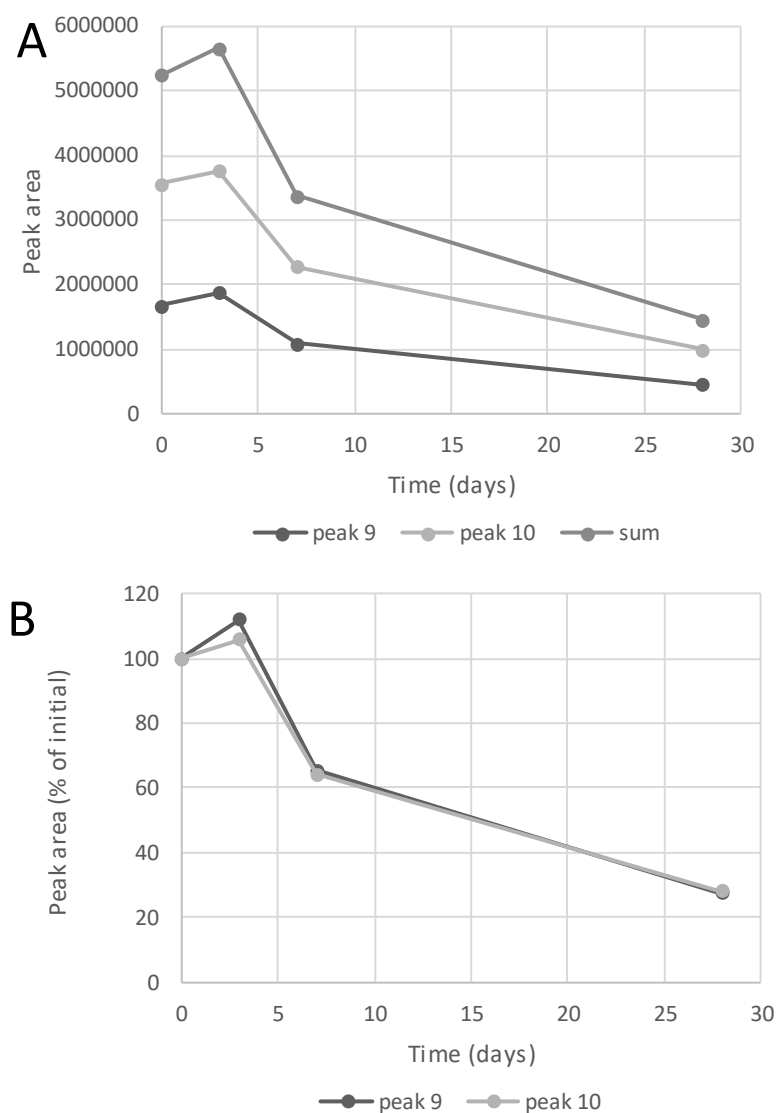 A
6000000
5000000
4000000
3000000
2000000
1000000
0
Peak area
0 5 10 15 20 25 30
Time (days)
peak 9 peak 10 sum
B
120
100
80
60
40
20
0
Peak area (% of initial)
0 5 10 15 20 25 30
Time (days)
peak 9 peak 10